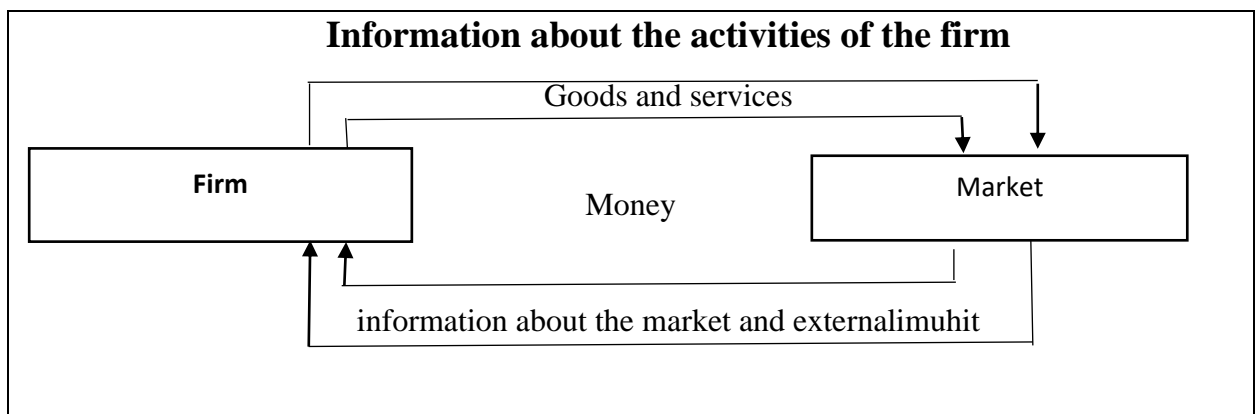 Information about the activities of the firm
Goods and services
Firm
Market
Money
information about the market and externalimuhit